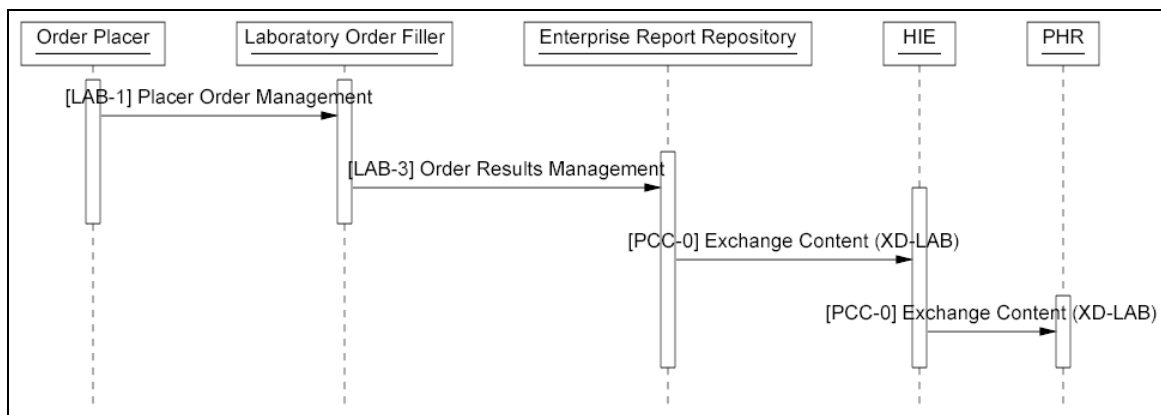 Order Placer
Laboratory Order Filler
Enterprise Report Repository
HIE
PHR
[LAB-1] Placer Order Management
[LAB-3] Order Results Management
[PCC-0] Exchange Content (XD-LAB)
[PCC-0] Exchange Content (XD-LAB)